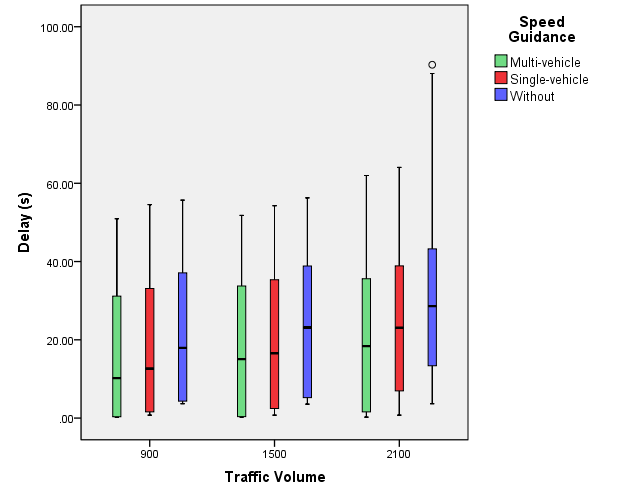 Speed
Guidance
Multi-vehicle
Single-vehicle
Without
100.00
80.00
60.00
40.00
20.00
.00
Delay (s)
900
1500
2100
Traffic Volume